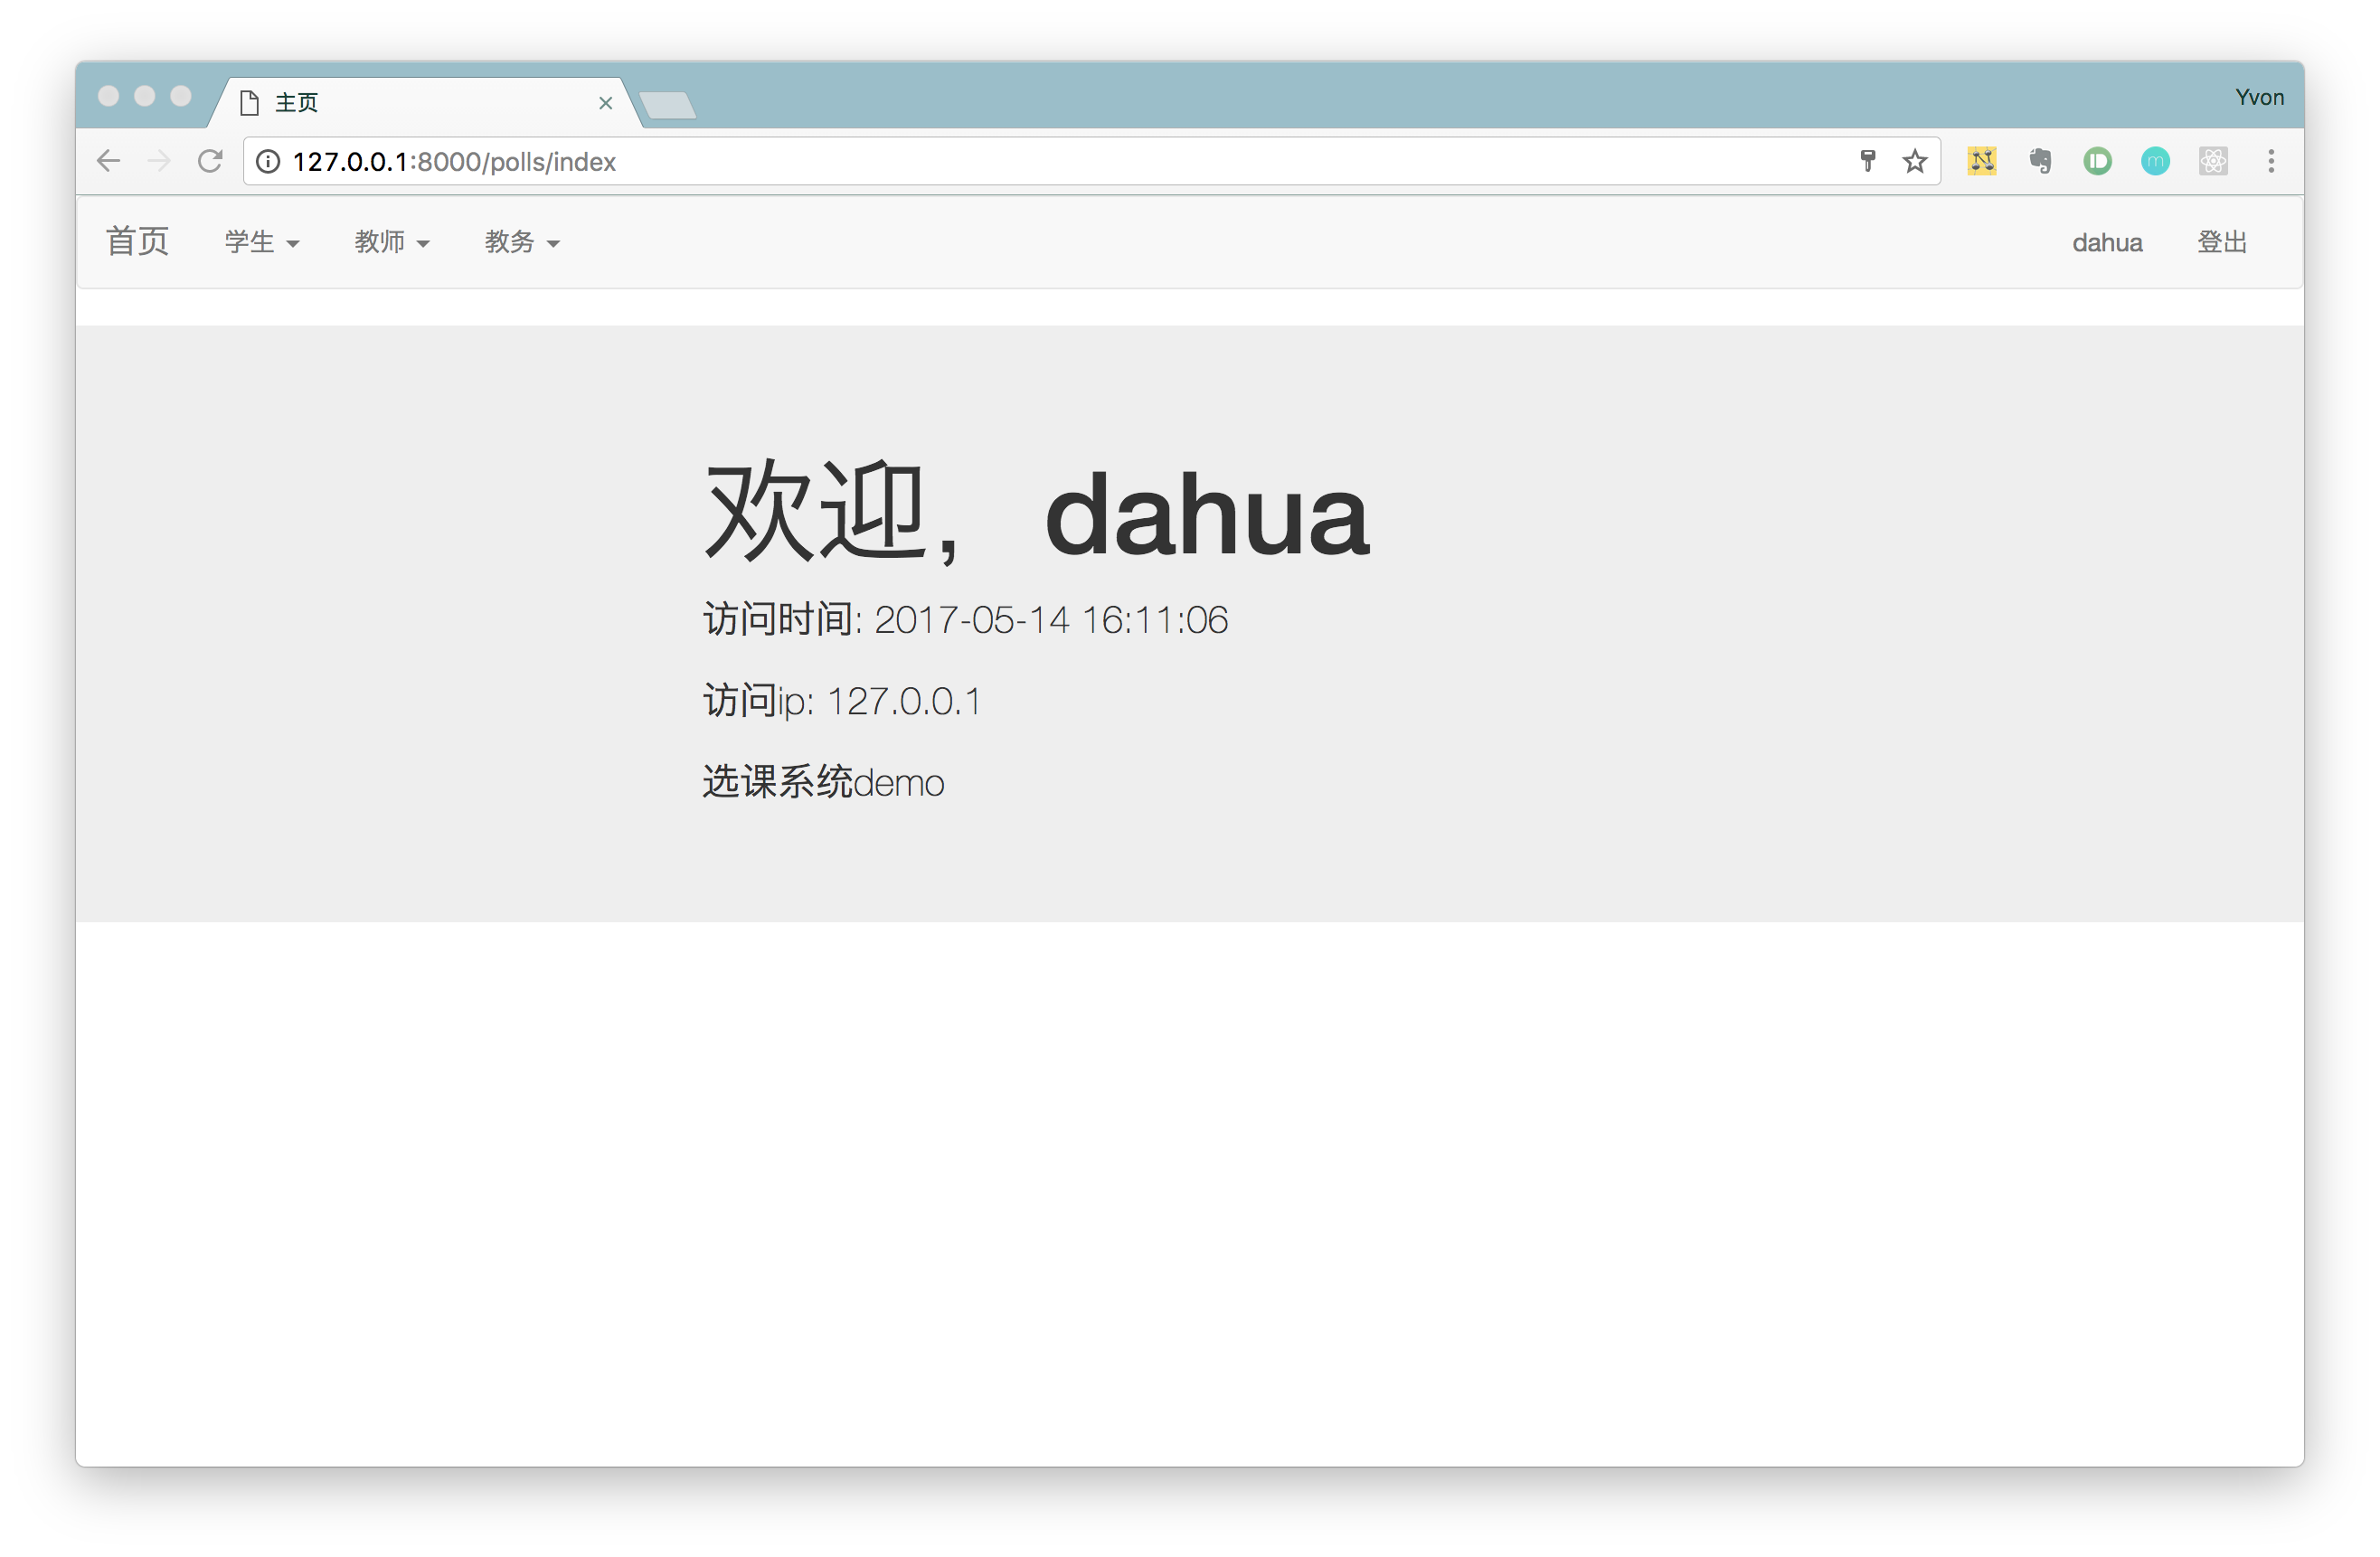 主页
Yvon
127.0.0.1:8000/polls/index
首页 学生 教师 教务 dahua 登出
欢迎，dahua
访问时间: 2017-05-14 16:11:06
访问ip: 127.0.0.1
选课系统demo